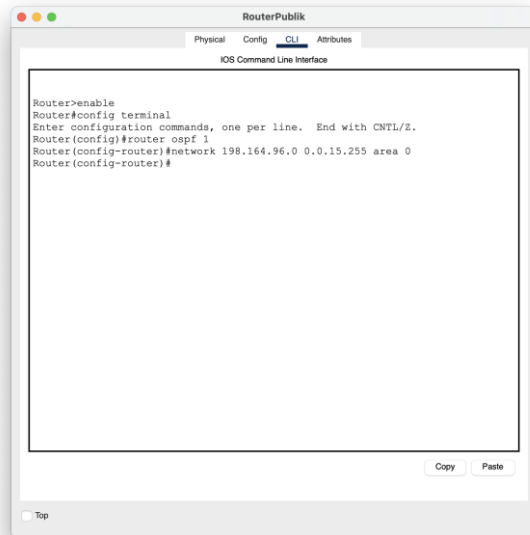 RouterPublik
Physical Config CLI Attributes
IOS Command Line Interface
Router>enable
Router#config terminal
Enter configuration commands, one per line. End with CNTL/Z.
Router(config)#router ospf 1
Router(config-router)#network 198.164.96.0 0.0.15.255 area 0
Router(config-router)#
Copy Paste
Top